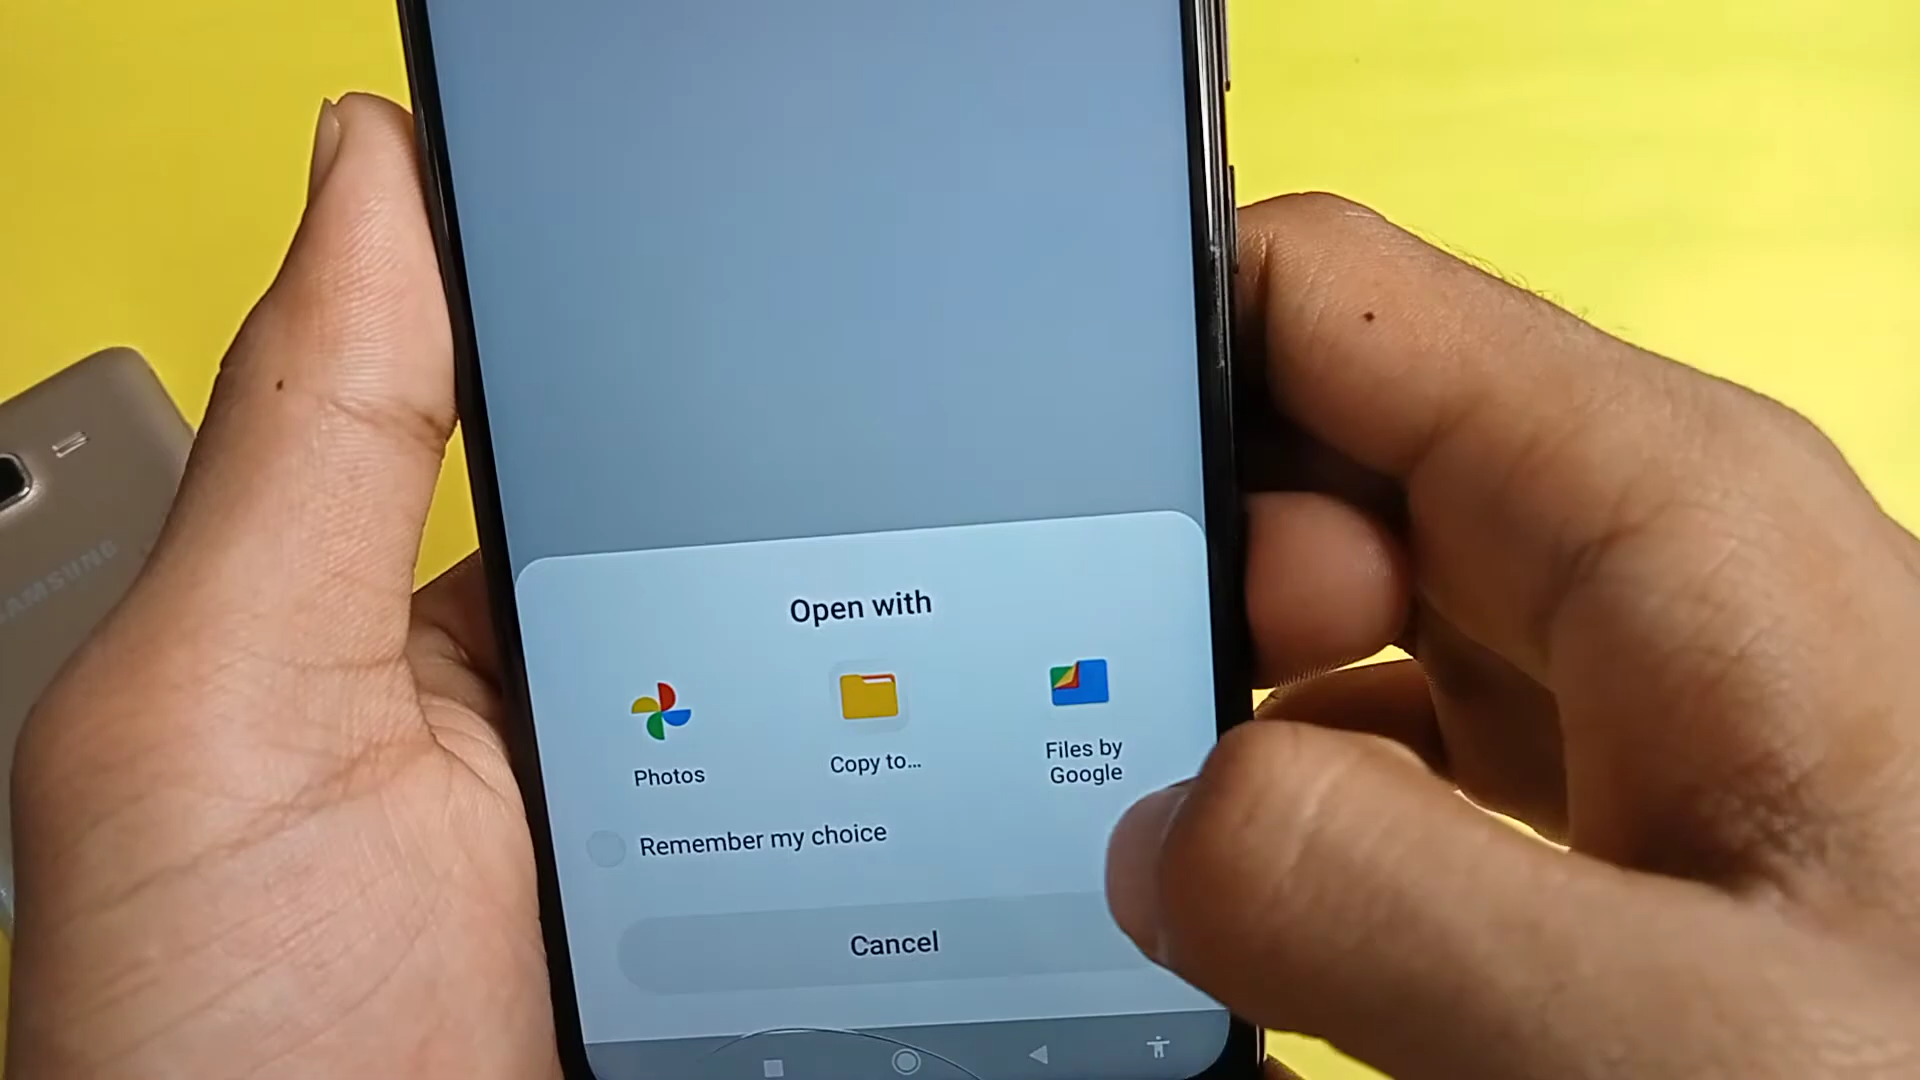 SAMSUNG
Open with
Photos
Copy to...
Files by
Google
Remember my choice
Cancel